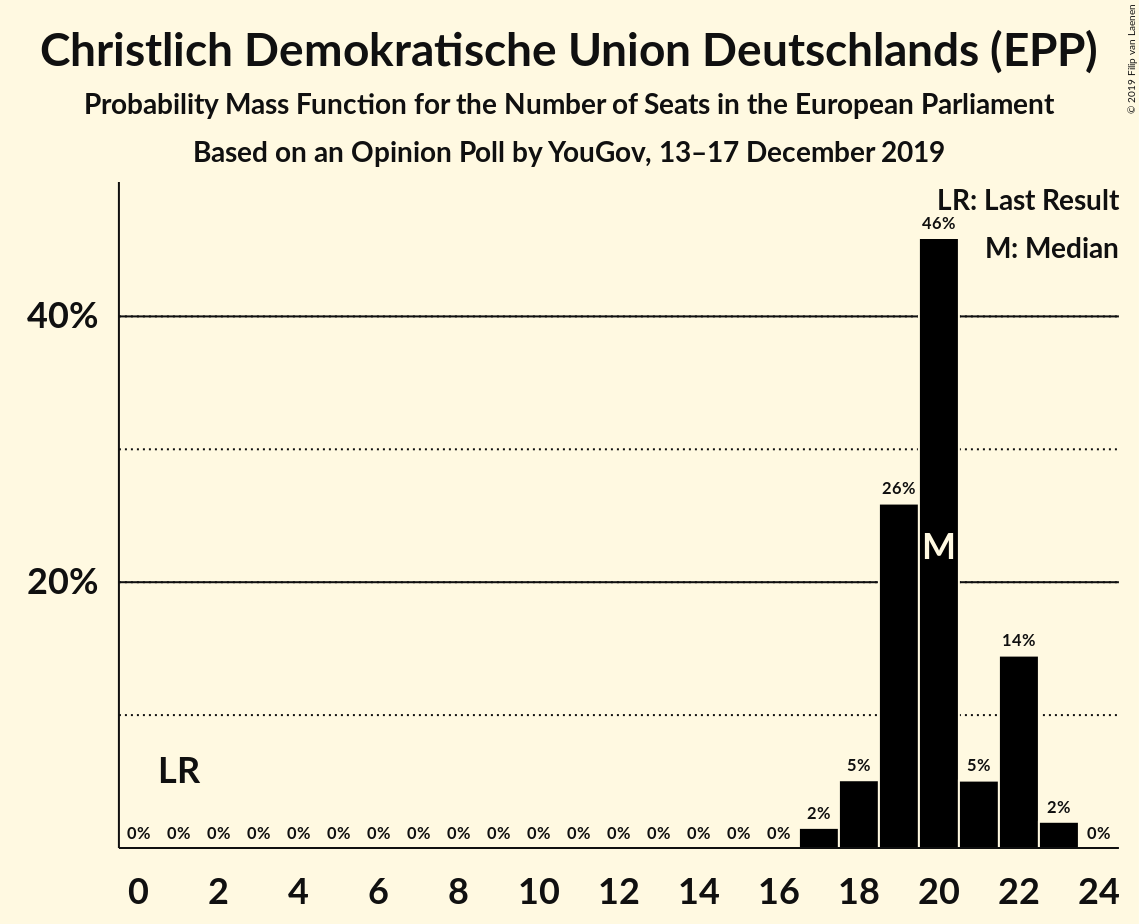 Christlich Demokratische Union Deutschlands (EPP)
Probability Mass Function for the Number of Seats in the European Parliament
Based on an Opinion Poll by YouGov, 13–17 December 2019
© 2019 Filip van Laenen
LR: Last Result
M: Median
46%
40%
26%
M
20%
14%
LR
5%
5%
2%
2%
0% 0% 0% 0% 0% 0% 0% 0% 0% 0% 0% 0% 0% 0% 0% 0% 0% 0%
0 2 4 6 8 10 12 14 16 18 20 22 24